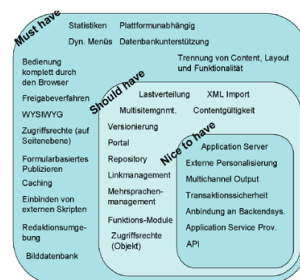 Must have
Statistiken
Plattformunabhängig
Dyn. Menüs
Datenbankunterstützung
Bedienung
komplett durch
den Browser
Trennung von Content, Layout
und Funktionalität
Freigabeverfahren
WYSIWYG
Zugriffsrechte (auf
Seitenebene)
Formularbasiertes
Publizieren
Caching
Einbinden von
externen Skripten
Redaktionsumge-
bung
Bilddatenbank
Should have
Lastverteilung
XML Import
Multisitemgnmt.
Contentgültigkeit
Versionierung
Portal
Repository
Linkmanagement
Mehrsprachen-
management
Funktions-Module
Zugriffsrechte
(Objekt)
Nice to have
Application Server
Externe Personalisierung
Multichannel Output
Transaktionssicherheit
Anbindung an Backendsys.
Application Service Prov.
API